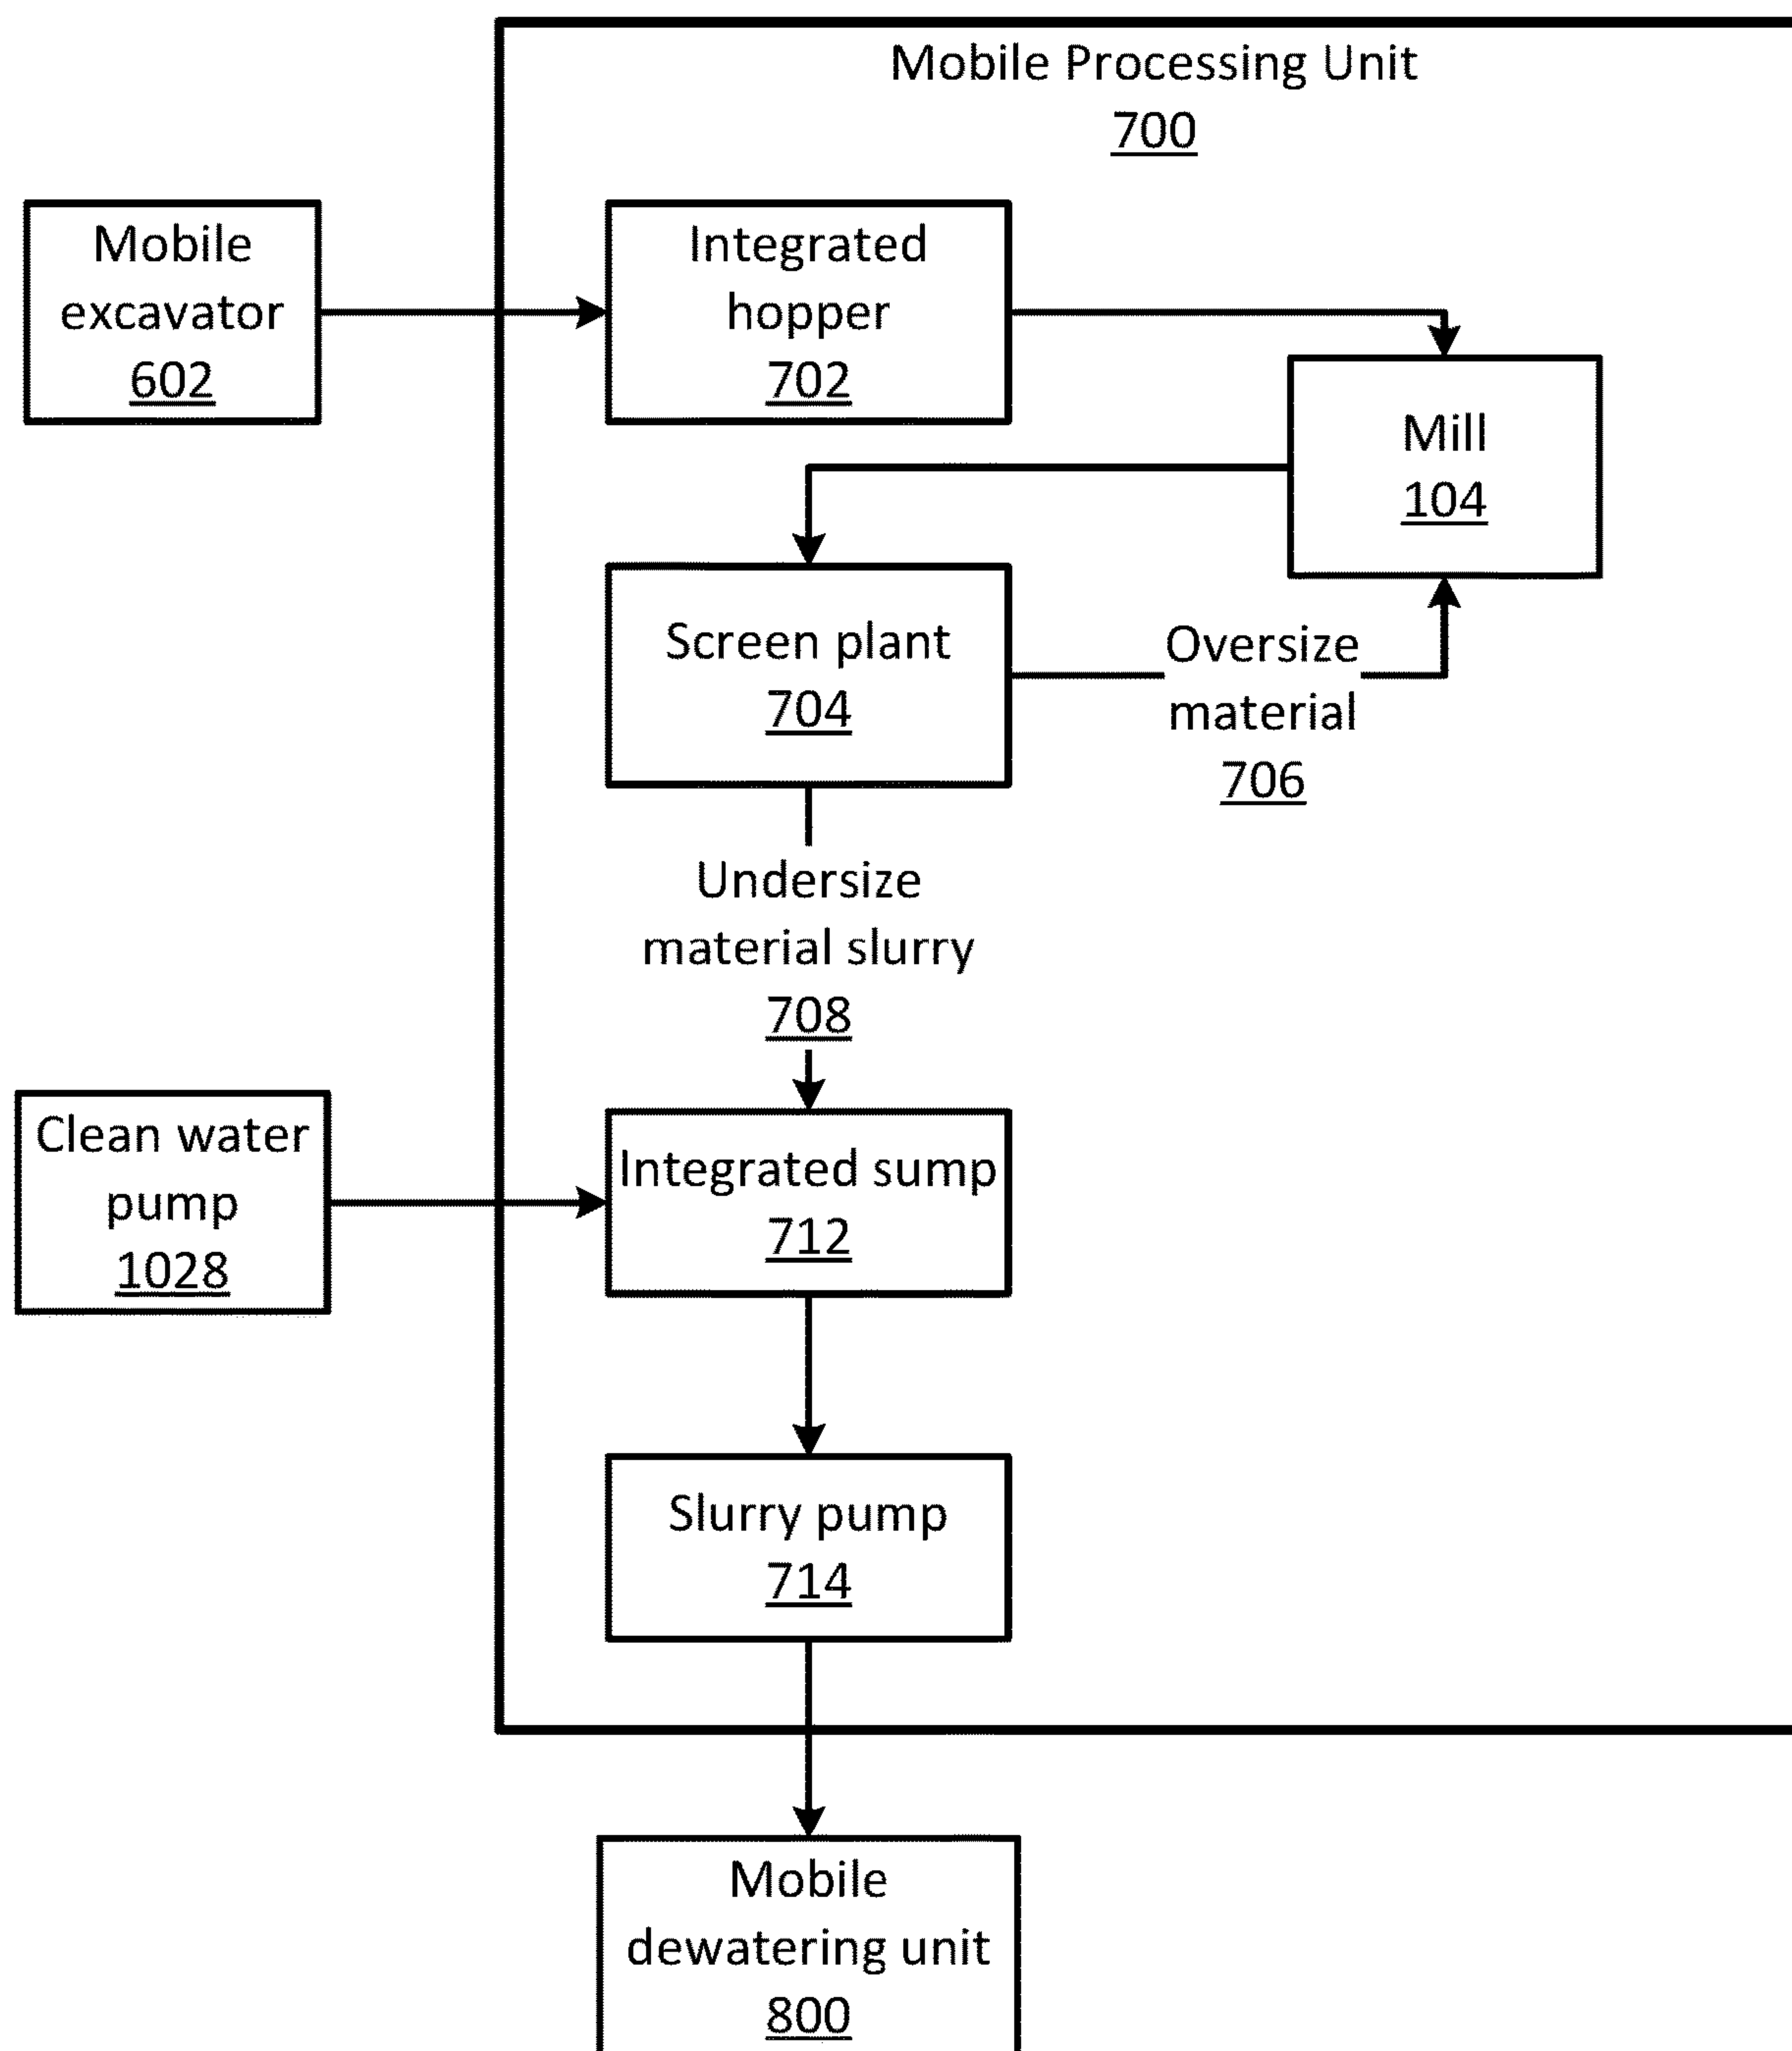 Mobile Processing Unit
700
Mobile
excavator
602
Integrated
hopper
702
Mill
104
Screen plant
704
Oversize
material
706
Undersize
material slurry
708
Clean water
pump
1028
Integrated sump
712
Slurry pump
714
Mobile
dewatering unit
800